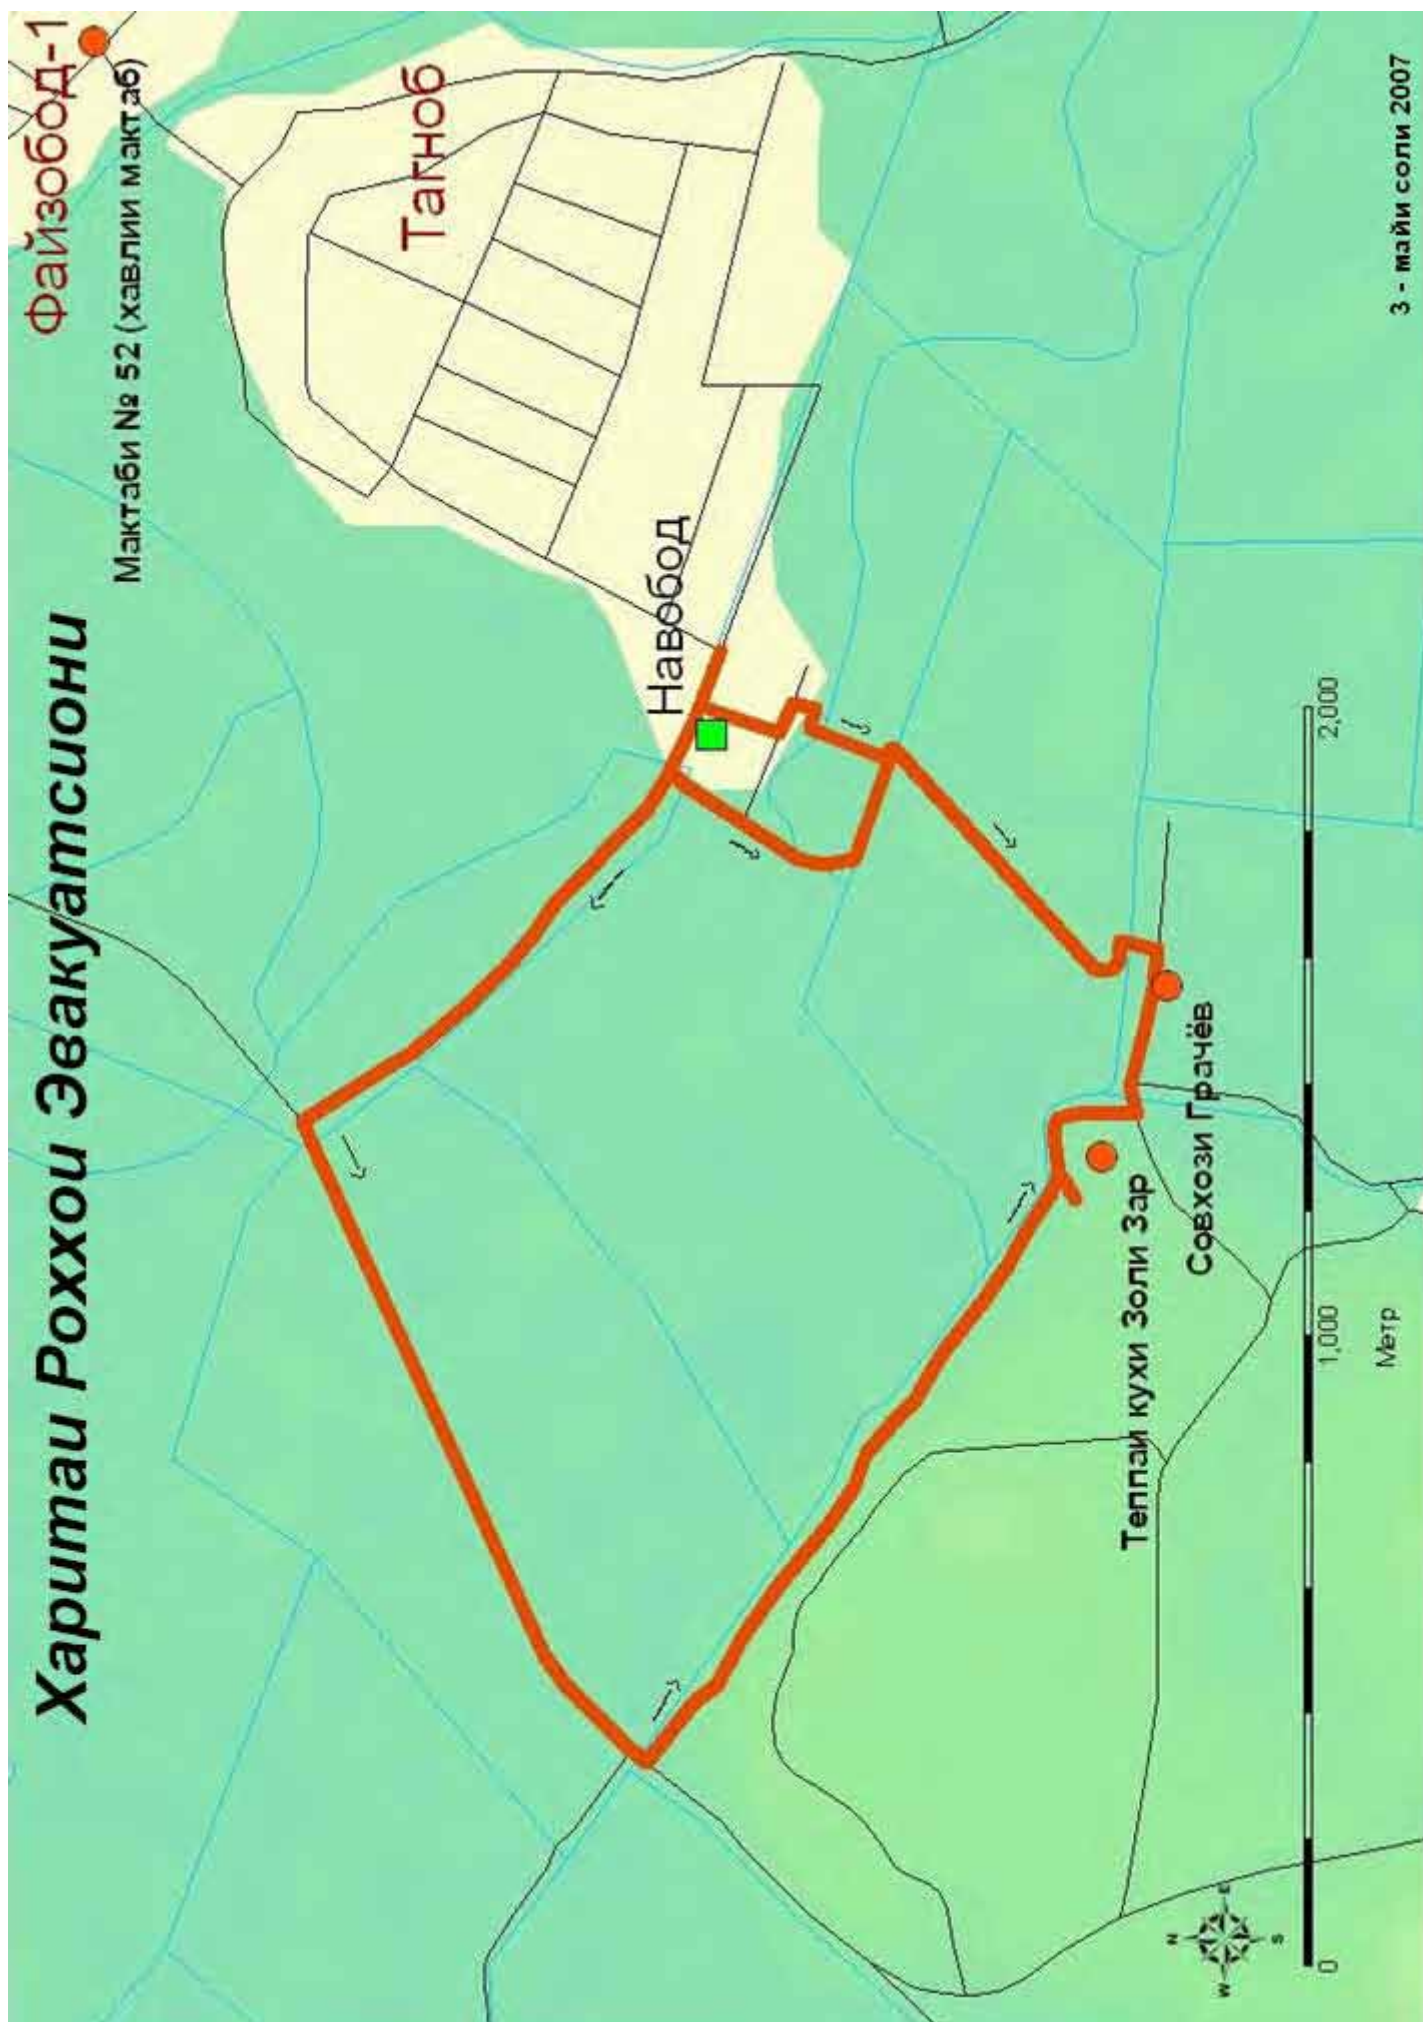 Харитаи Роххои Эвакуатсиони
Файзобод-1
Мактаби № 52 (хавлии мактаб)
Тагноб
Навобод
Теппаи кухи Золи Зар
Совхози Грачёв
N
W
E
S
0
1,000
2,000
Метр
3 - майи соли 2007